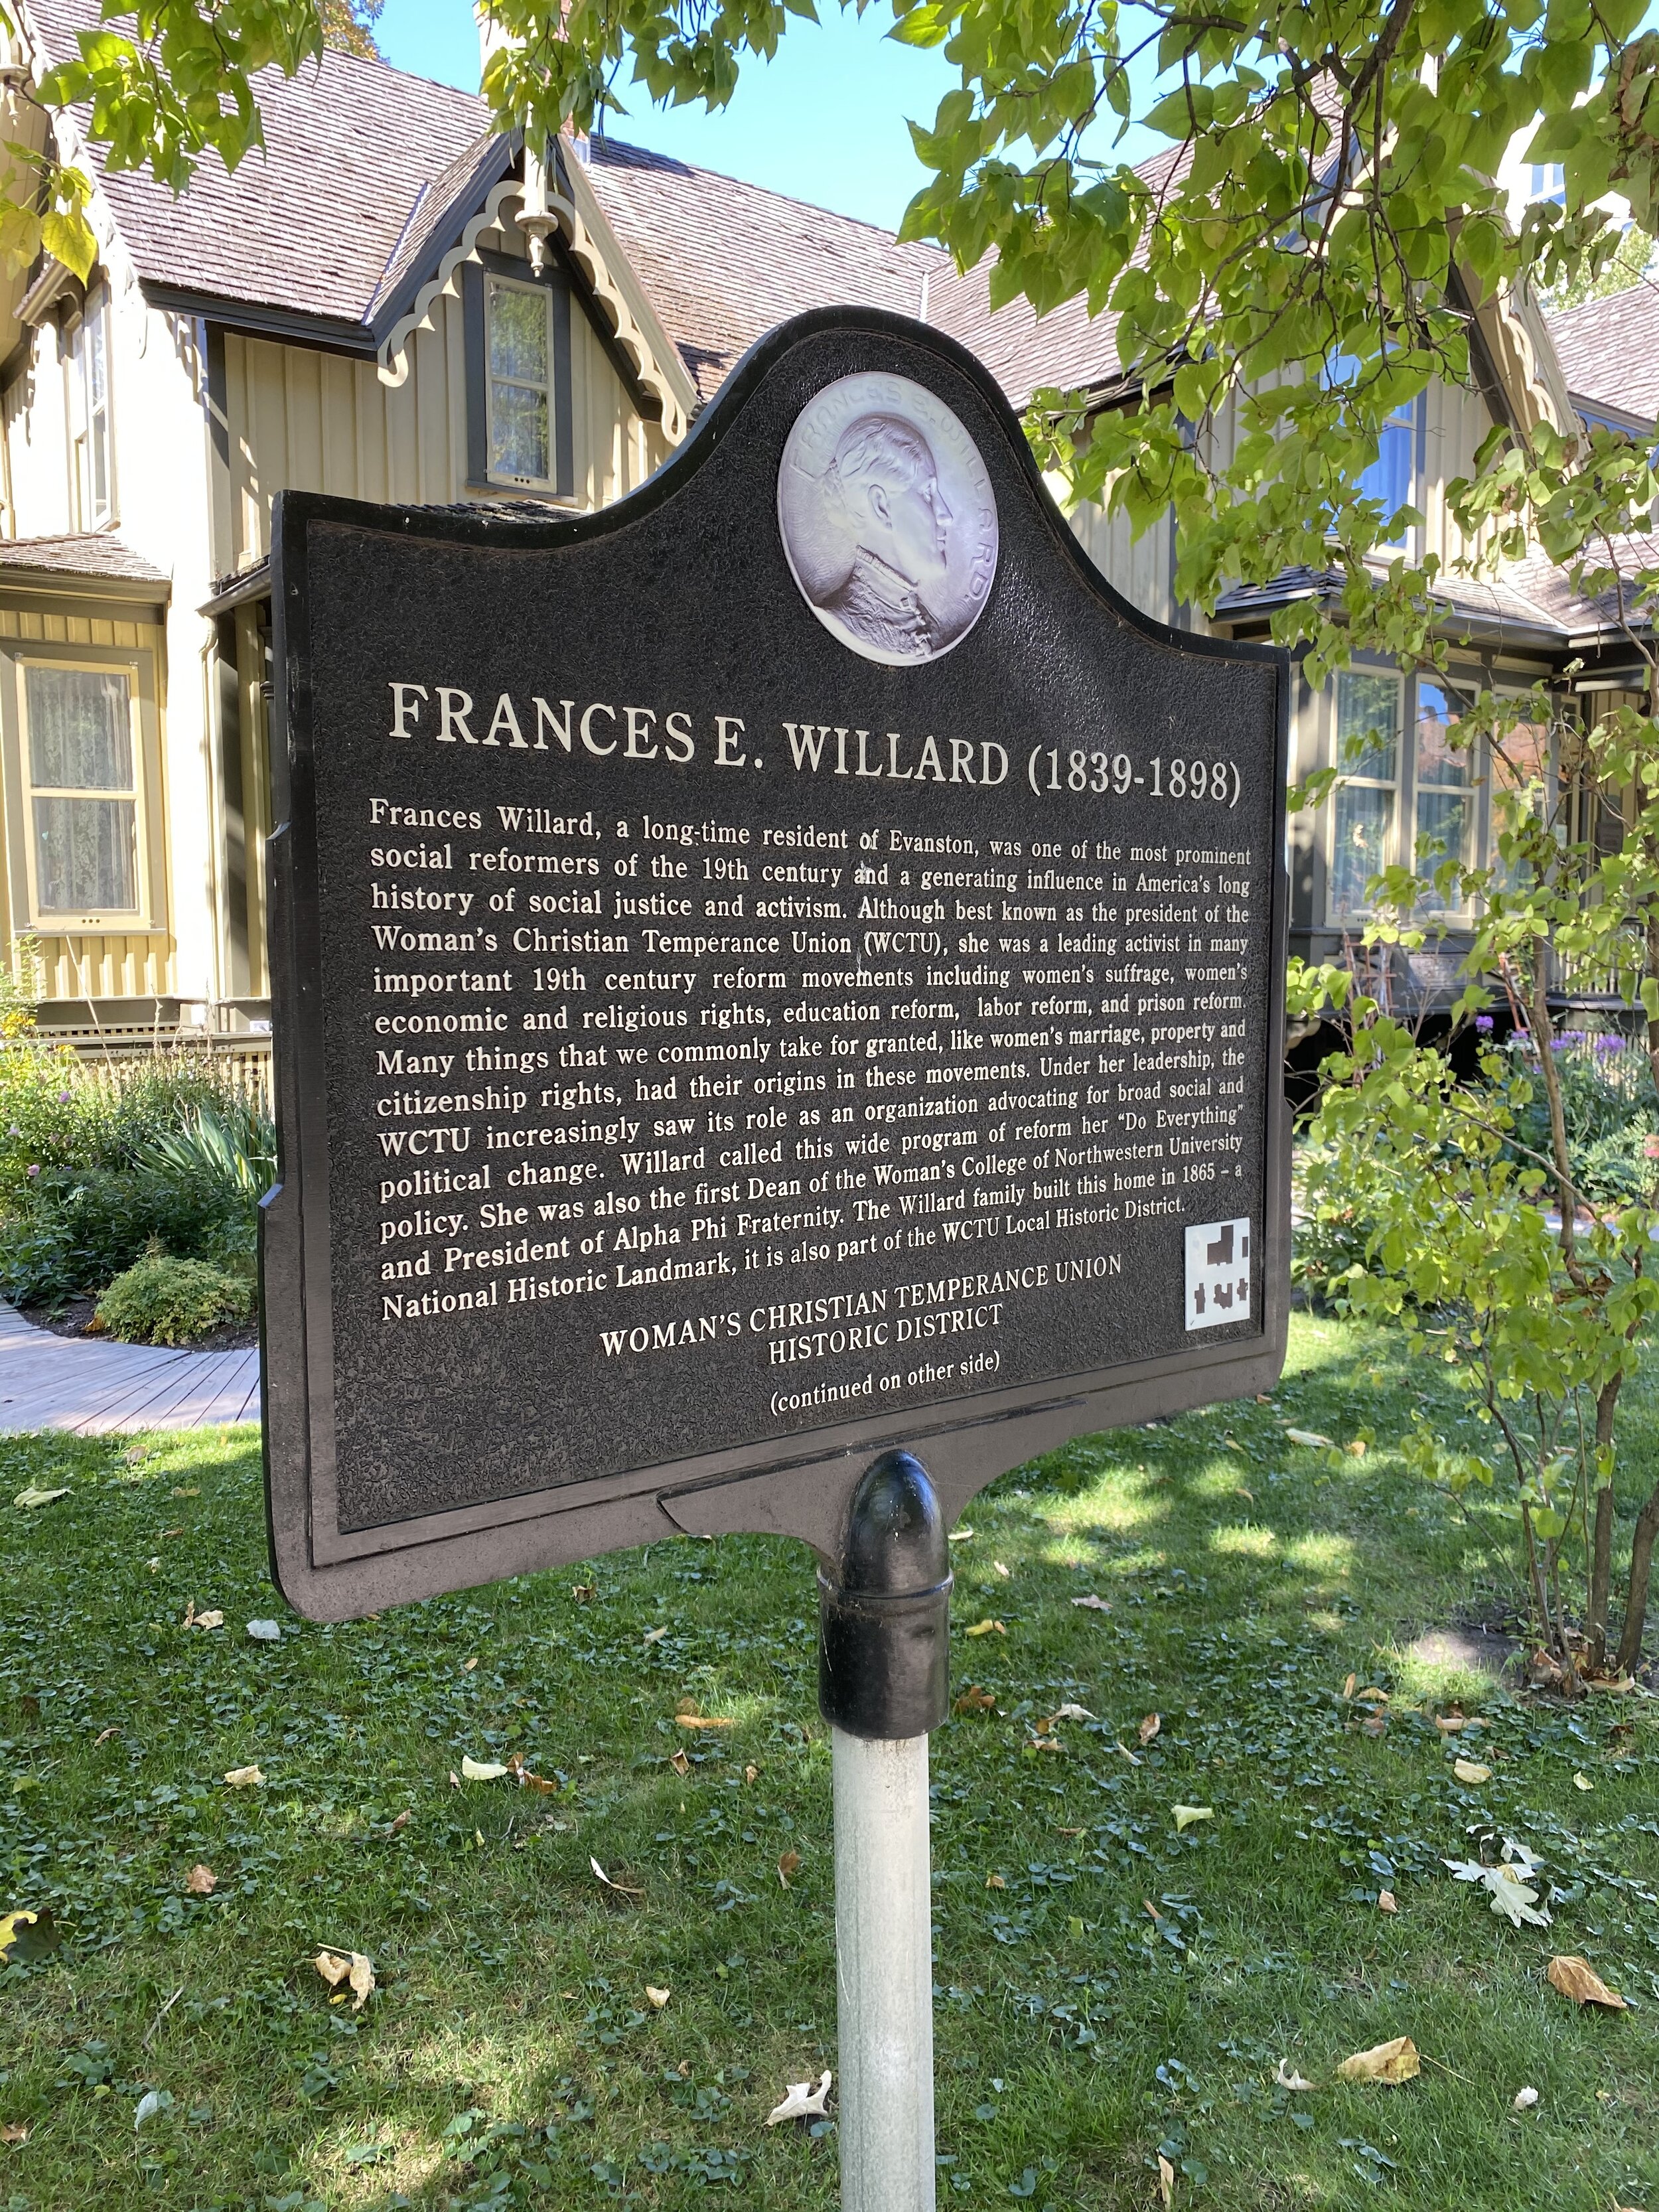 FRANCES E. WILLARD.
FRANCES E. WILLARD (1839-1898)
Frances Willard, a long-time resident of Evanston, was one of the most prominent
social reformers of the 19th century and a generating influence in America's long
history of social justice and activism. Although best known as the president of the
Woman's Christian Temperance Union (WCTU), she was a leading activist in many
important 19th century reform movements including women's suffrage, women's
economic and religious rights, education reform, labor reform, and prison reform.
Many things that we commonly take for granted, like women's marriage, property and
citizenship rights, had their origins in these movements. Under her leadership, the
WCTU increasingly saw its role as an organization advocating for broad social and
political change. Willard called this wide program of reform her "Do Everything"
policy. She was also the first Dean of the Woman's College of Northwestern University
and President of Alpha Phi Fraternity. The Willard family built this home in 1865 – a
National Historic Landmark, it is also part of the WCTU Local Historic District.
WOMAN'S CHRISTIAN TEMPERANCE UNION
HISTORIC DISTRICT
(continued on other side)